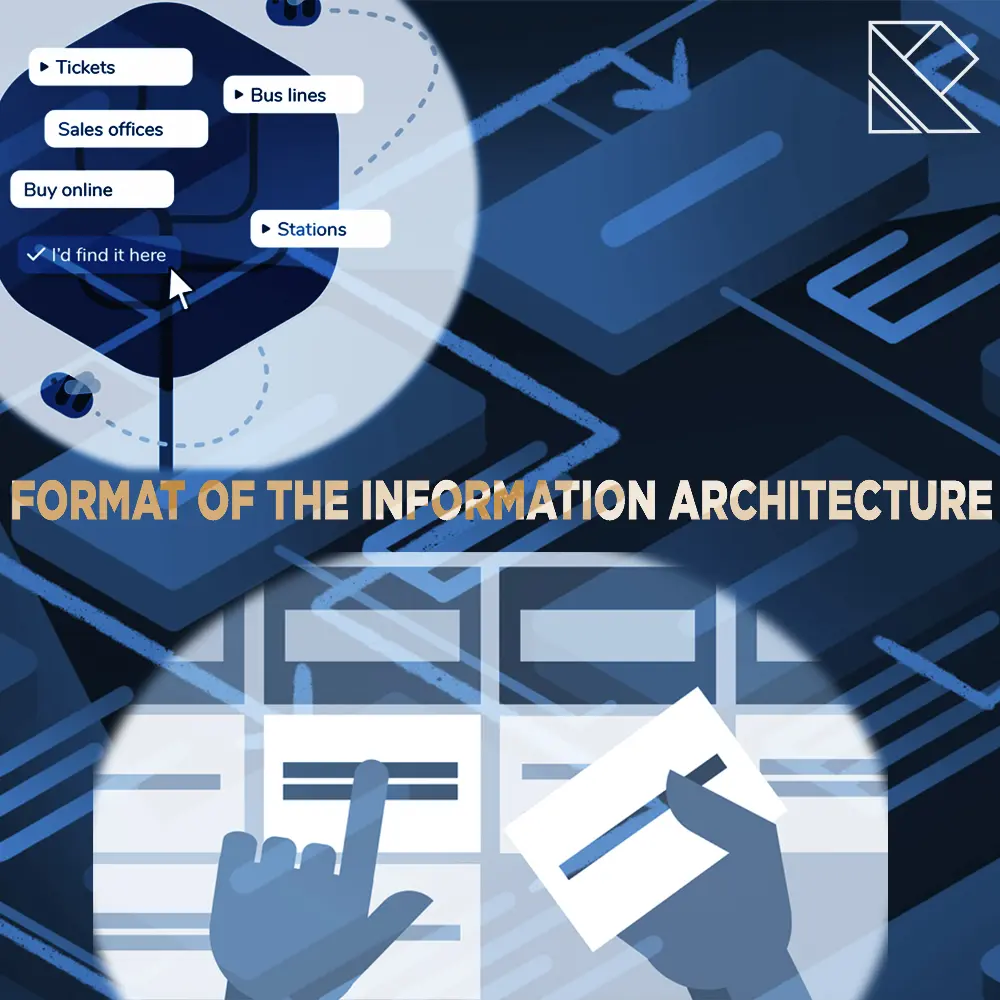 Tickets
Bus lines
Sales offices
Buy online
Stations
I'd find it here
FORMAT OF THE INFORMATION ARCHITECTURE